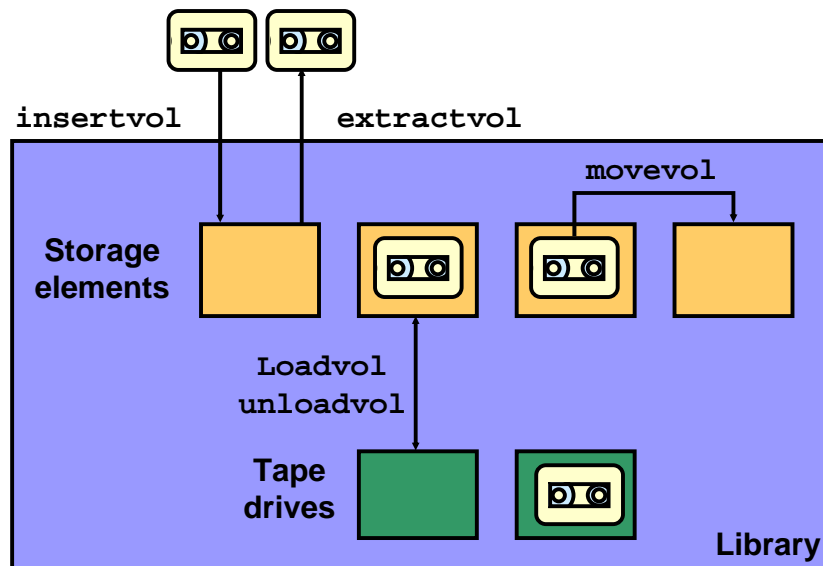 insertvol
extractvol
movevol
Storage
elements
Loadvol
unloadvol
Tape
drives
Library